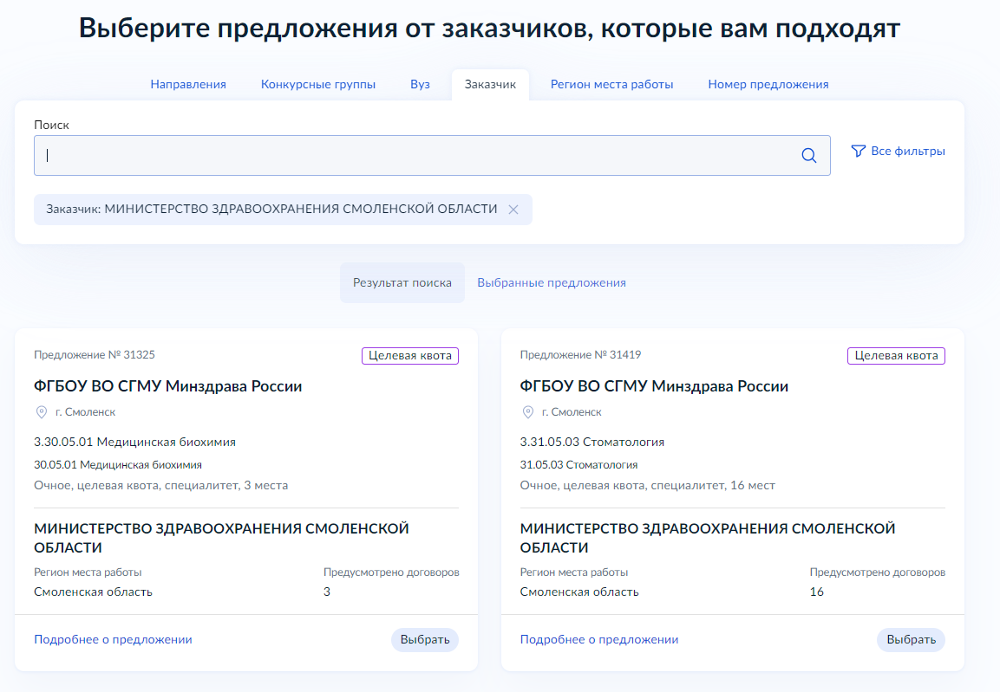 Выберите предложения от заказчиков, которые вам подходят
Направления
Конкурсные группы
Вуз
Заказчик
Регион места работы
Номер предложения
Поиск
Все фильтры
Заказчик: МИНИСТЕРСТВО ЗДРАВООХРАНЕНИЯ СМОЛЕНСКОЙ ОБЛАСТИ
Результат поиска
Выбранные предложения
Предложение № 31325
Целевая квота
ФГБОУ ВО СГМУ Минздрава России
г. Смоленск
3.30.05.01 Медицинская биохимия
30.05.01 Медицинская биохимия
Очное, целевая квота, специалитет, 3 места
МИНИСТЕРСТВО ЗДРАВООХРАНЕНИЯ СМОЛЕНСКОЙ
ОБЛАСТИ
Регион места работы
Предусмотрено договоров
Смоленская область
3
Подробнее о предложении
Выбрать
Предложение № 31419
Целевая квота
ФГБОУ ВО СГМУ Минздрава России
г. Смоленск
3.31.05.03 Стоматология
31.05.03 Стоматология
Очное, целевая квота, специалитет, 16 мест
МИНИСТЕРСТВО ЗДРАВООХРАНЕНИЯ СМОЛЕНСКОЙ
ОБЛАСТИ
Регион места работы
Предусмотрено договоров
Смоленская область
16
Подробнее о предложении
Выбрать